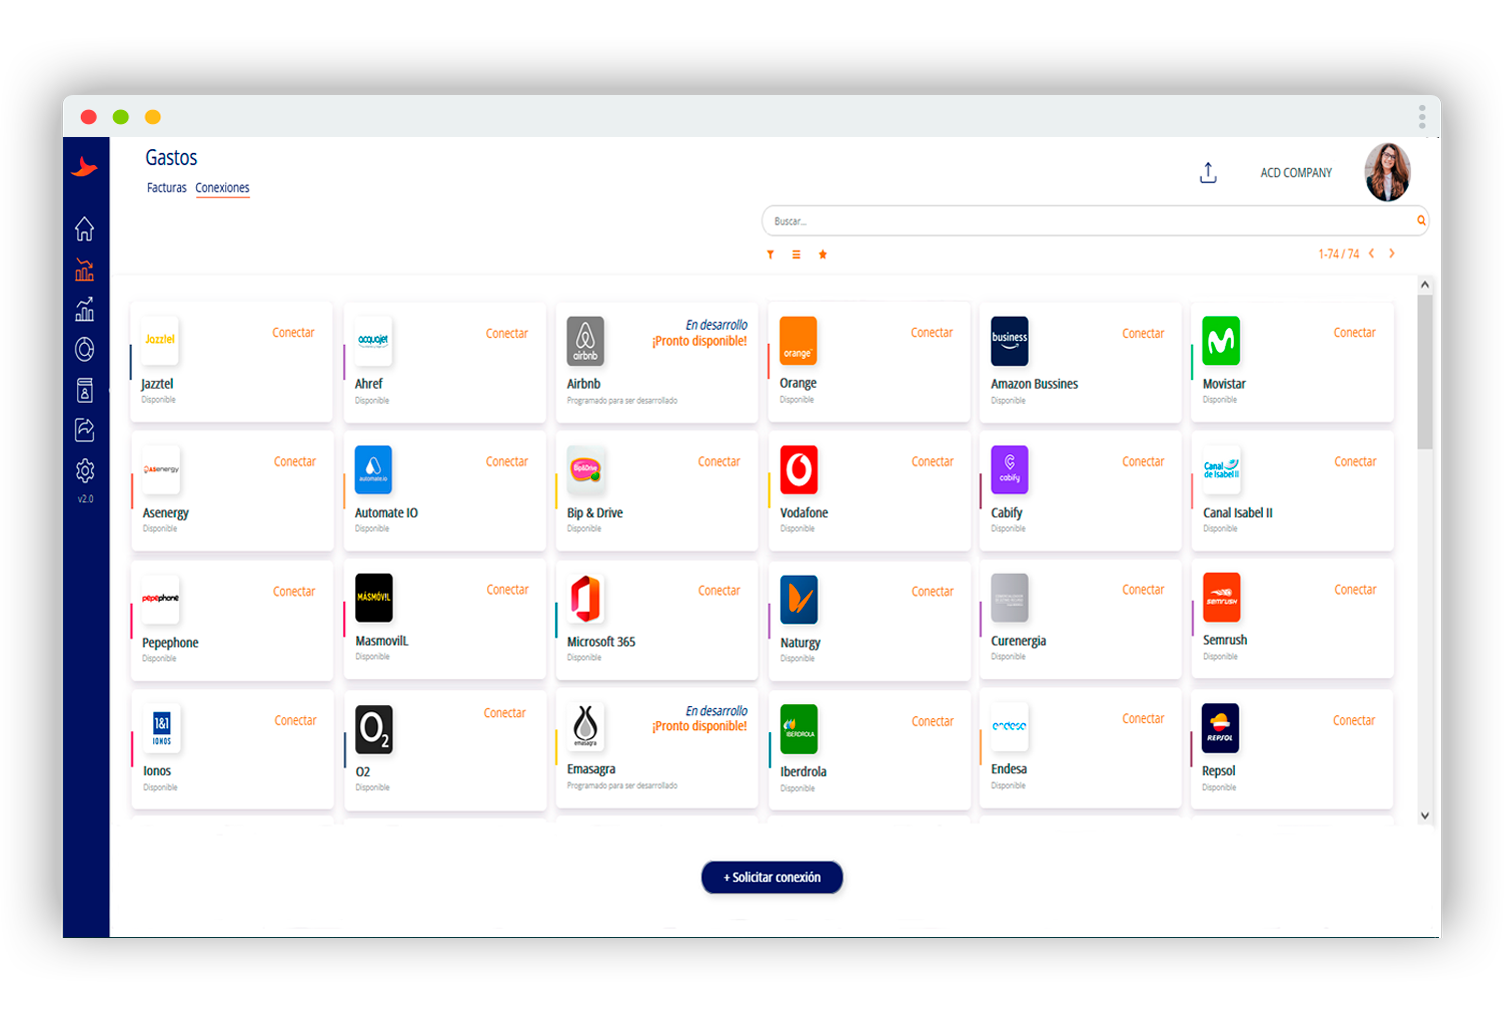 Gastos
Facturas Conexiones
ACD COMPANY
Buscar...
1-74 / 74
v2.0
Jazztel
Conectar
Jazztel
Disponible
acquajet
Conectar
Ahref
Disponible
airbnb
En desarrollo
¡Pronto disponible!
Airbnb
Programado para ser desarrollado
orange
Conectar
Orange
Disponible
business
Conectar
Amazon Bussines
Disponible
Conectar
Movistar
Disponible
ASenergy
Conectar
Asenergy
Disponible
automate.io
Conectar
Automate IO
Disponible
Bip&Drive
Conectar
Bip & Drive
Disponible
Conectar
Vodafone
Disponible
cabify
Conectar
Cabify
Disponible
Canal
de Isabel II
Conectar
Canal Isabel II
Disponible
pepephone
Conectar
Pepephone
Disponible
MÁSMÓVIL
Conectar
MasmovilL
Disponible
Conectar
Microsoft 365
Disponible
Conectar
Naturgy
Disponible
Conectar
Curenergia
Disponible
SEMRUSH
Conectar
Semrush
Disponible
1&1
IONOS
Conectar
Ionos
Disponible
O2
Conectar
O2
Disponible
emasagra
En desarrollo
¡Pronto disponible!
Emasagra
Programado para ser desarrollado
IBERDROLA
Conectar
Iberdrola
Disponible
endesa
Conectar
Endesa
Disponible
REPSOL
Conectar
Repsol
Disponible
+ Solicitar conexión